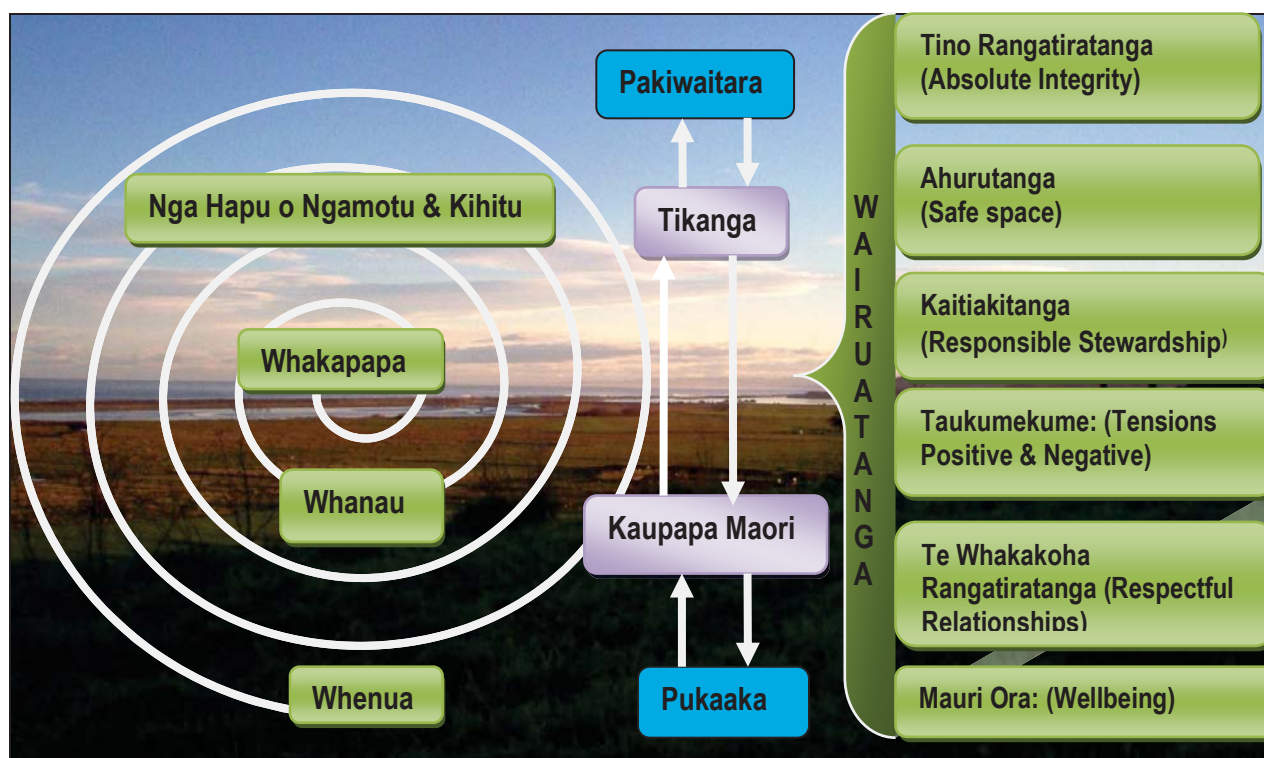 Nga Hapu o Ngamotu & Kihitu
Whakapapa
Whanau
Whenua
Pakiwaitara
Tikanga
Kaupapa Maori
Pukaaka
WAIRUATANGA
Tino Rangatiratanga
(Absolute Integrity)
Ahurutanga
(Safe space)
Kaitiakitanga
(Responsible Stewardship)
Taukumekume: (Tensions
Positive & Negative)
Te Whakakoha
Rangatiratanga (Respectful
Relationships)
Mauri Ora: (Wellbeing)